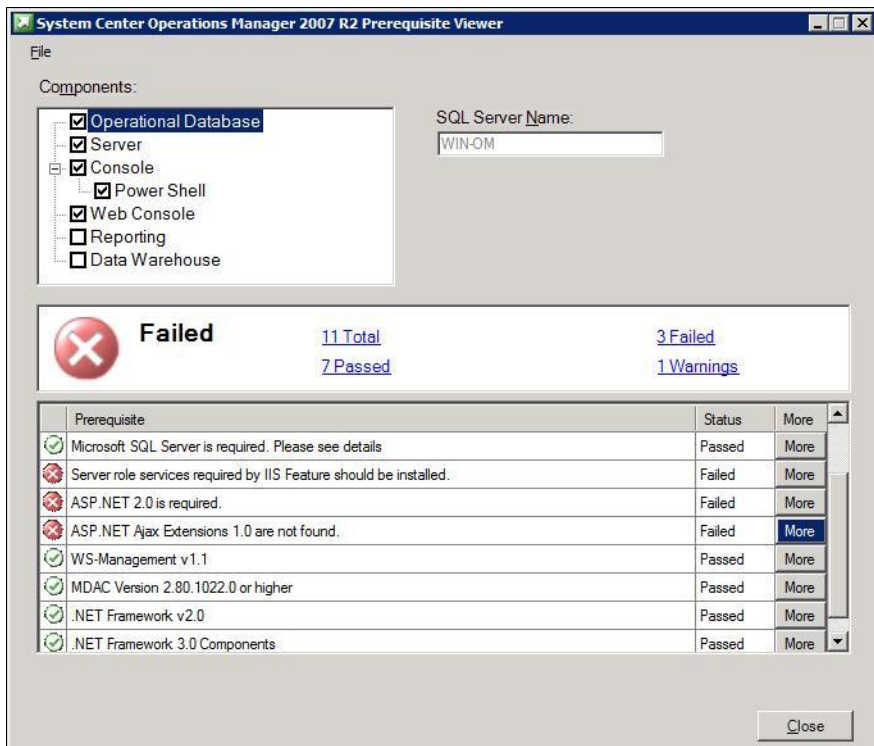 System Center Operations Manager 2007 R2 Prerequisite Viewer
File
Components:
Operational Database
Server
Console
Power Shell
Web Console
Reporting
Data Warehouse
SQL Server Name:
WIN-OM
Failed
11 Total
3 Failed
7 Passed
1 Warnings
Prerequisite Status More
Microsoft SQL Server is required. Please see details Passed More
Server role services required by IIS Feature should be installed. Failed More
ASP.NET 2.0 is required. Failed More
ASP.NET Ajax Extensions 1.0 are not found. Failed More
WS-Management v1.1 Passed More
MDAC Version 2.80.1022.0 or higher Passed More
.NET Framework v2.0 Passed More
.NET Framework 3.0 Components Passed More
Close